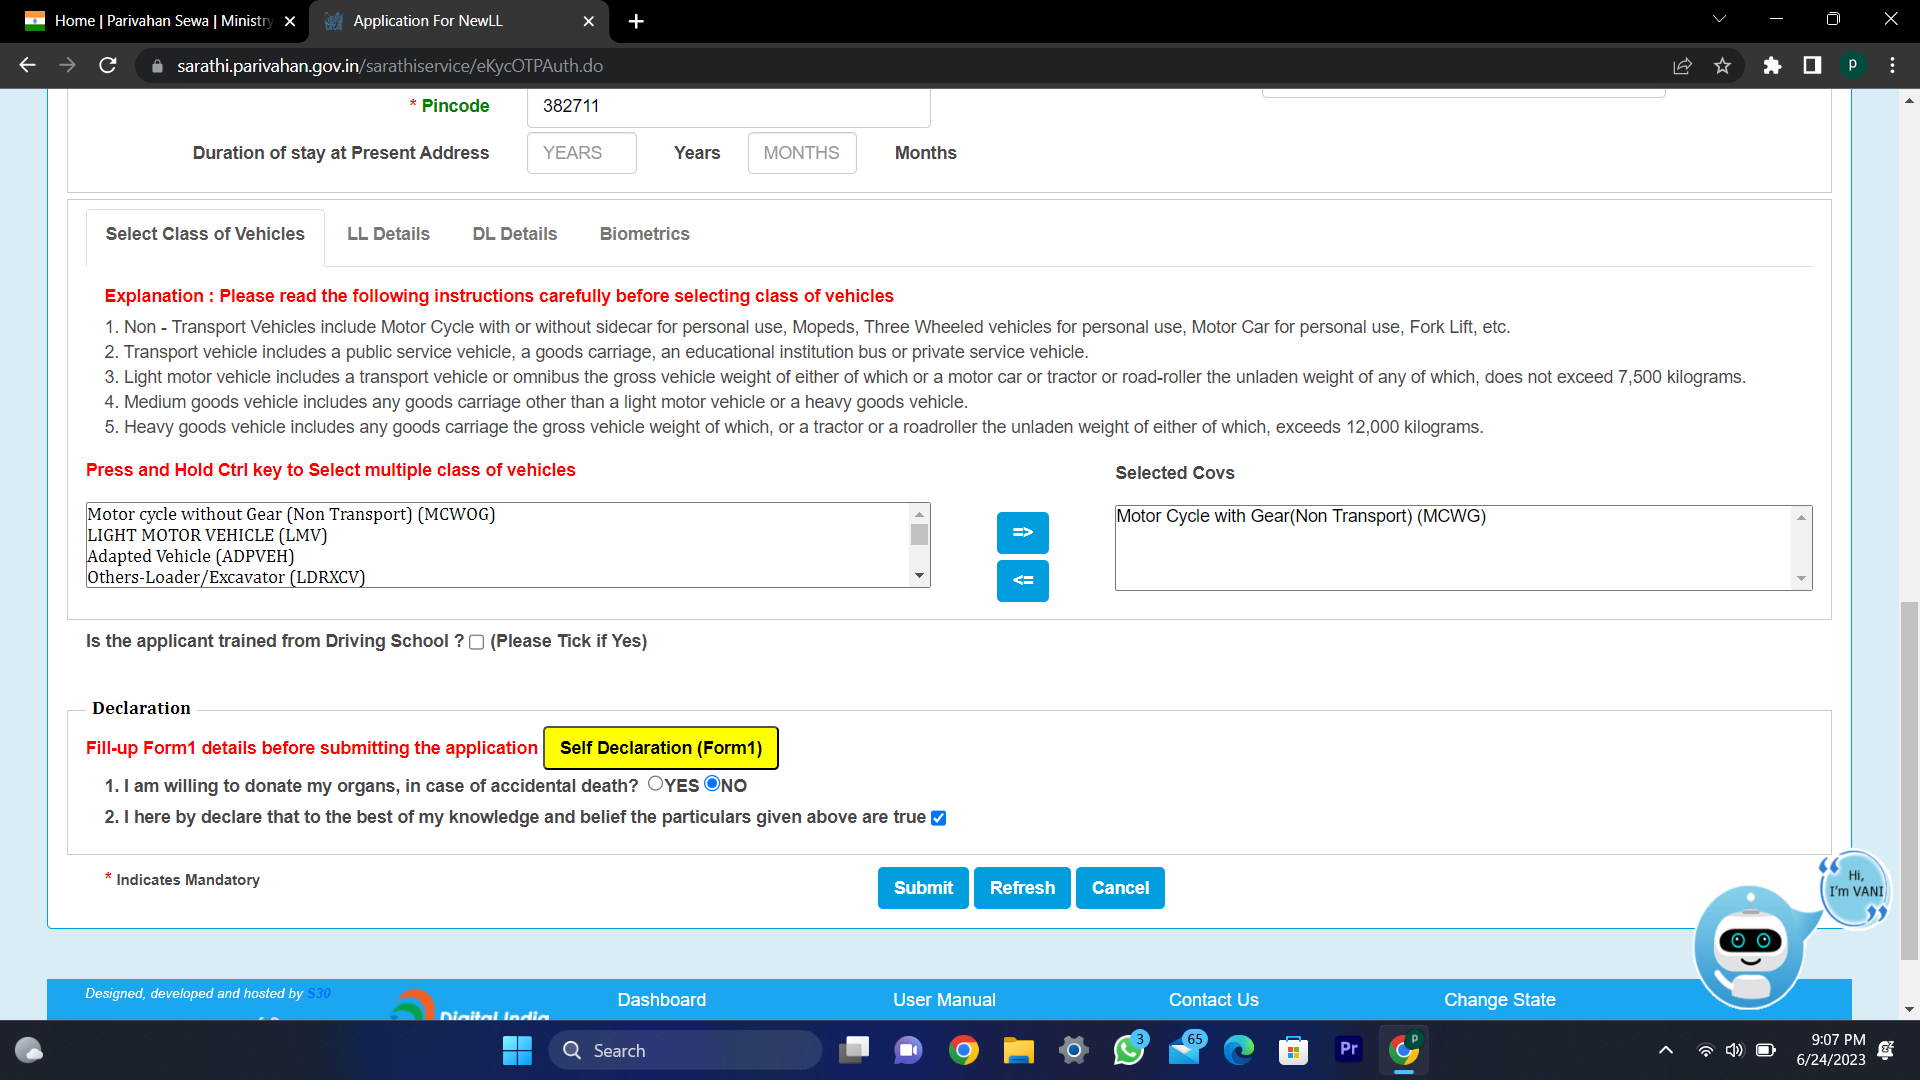 Home | Parivahan Sewa | Ministry
Application For NewLL
sarathi.parivahan.gov.in/sarathiservice/eKycOTPAuth.do
P
* Pincode 382711
Duration of stay at Present Address YEARS Years MONTHS Months
Select Class of Vehicles LL Details DL Details Biometrics
Explanation : Please read the following instructions carefully before selecting class of vehicles
1. Non - Transport Vehicles include Motor Cycle with or without sidecar for personal use, Mopeds, Three Wheeled vehicles for personal use, Motor Car for personal use, Fork Lift, etc.
2. Transport vehicle includes a public service vehicle, a goods carriage, an educational institution bus or private service vehicle.
3. Light motor vehicle includes a transport vehicle or omnibus the gross vehicle weight of either of which or a motor car or tractor or road-roller the unladen weight of any of which, does not exceed 7,500 kilograms.
4. Medium goods vehicle includes any goods carriage other than a light motor vehicle or a heavy goods vehicle.
5. Heavy goods vehicle includes any goods carriage the gross vehicle weight of which, or a tractor or a roadroller the unladen weight of either of which, exceeds 12,000 kilograms.
Press and Hold Ctrl key to Select multiple class of vehicles
Selected Covs
Motor cycle without Gear (Non Transport) (MCWOG)
LIGHT MOTOR VEHICLE (LMV)
Adapted Vehicle (ADPVEH)
Others-Loader/Excavator (LDRXCV)
=>
<=
Motor Cycle with Gear(Non Transport) (MCWG)
Is the applicant trained from Driving School ? (Please Tick if Yes)
Declaration
Fill-up Form1 details before submitting the application Self Declaration (Form1)
1. I am willing to donate my organs, in case of accidental death? YES NO
2. I here by declare that to the best of my knowledge and belief the particulars given above are true
* Indicates Mandatory
Submit Refresh Cancel
Hi,
I'm VANI
Designed, developed and hosted by S30
Digital India
Dashboard User Manual Contact Us Change State
Search
3
65
Pr
P
9:07 PM
6/24/2023